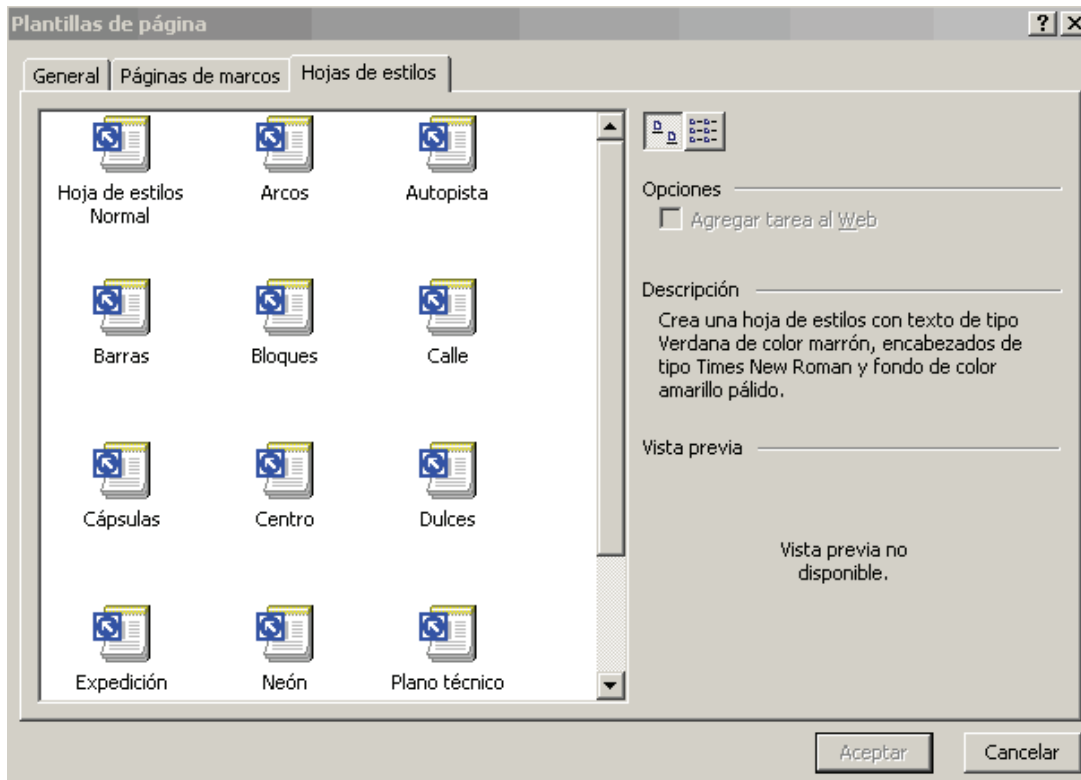 Plantillas de página
General Páginas de marcos Hojas de estilos
Hoja de estilos
Normal
Arcos
Autopista
Barras
Bloques
Calle
Cápsulas
Centro
Dulces
Expedición
Neón
Plano técnico
Opciones
Agregar tarea al Web
Descripción
Crea una hoja de estilos con texto de tipo
Verdana de color marrón, encabezados de
tipo Times New Roman y fondo de color
amarillo pálido.
Vista previa
Vista previa no
disponible.
Aceptar
Cancelar